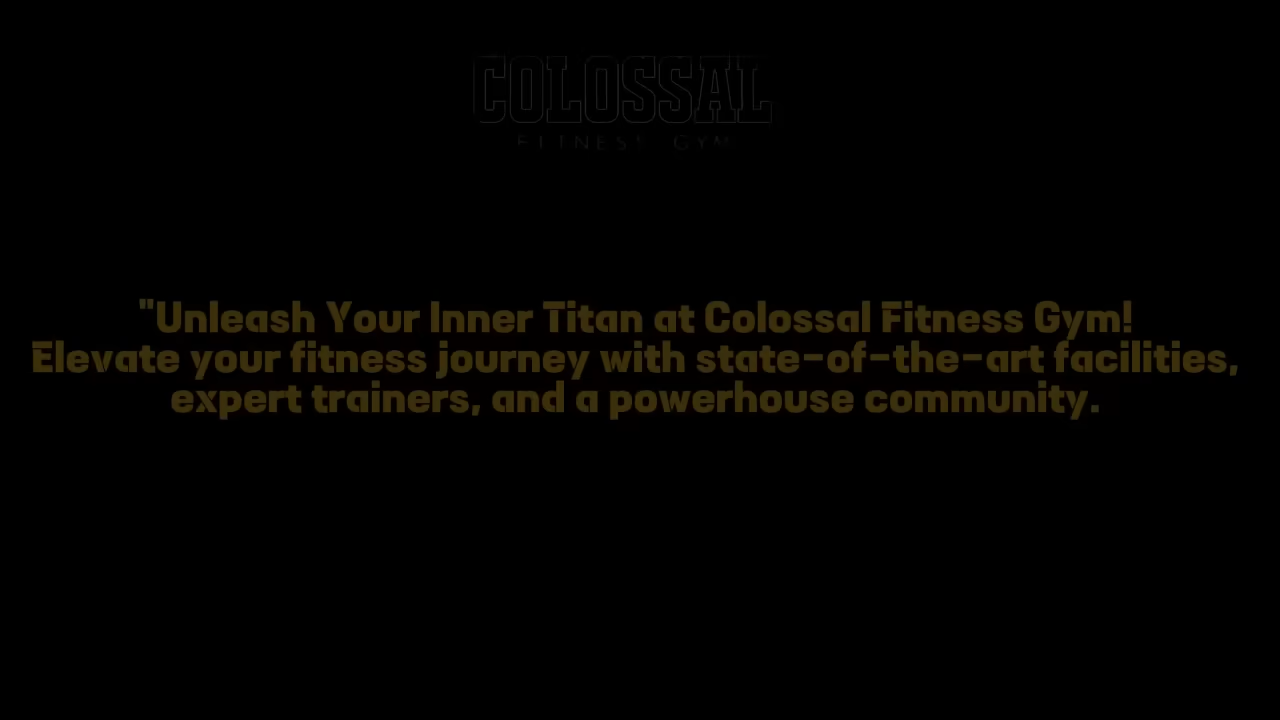 COLOSSAL
FITNESS GYM
"Unleash Your Inner Titan at Colossal Fitness Gym!
Elevate your fitness journey with state-of-the-art facilities,
expert trainers, and a powerhouse community.